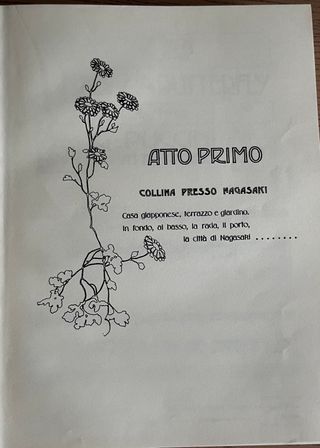 ATTO PRIMO
COLLINA PRESSO NAGASAKI
Casa giapponese, terrazzo e giardino.
In fondo, al basso, la rada, il porto,
la città di Nagasaki . . . . . . . .